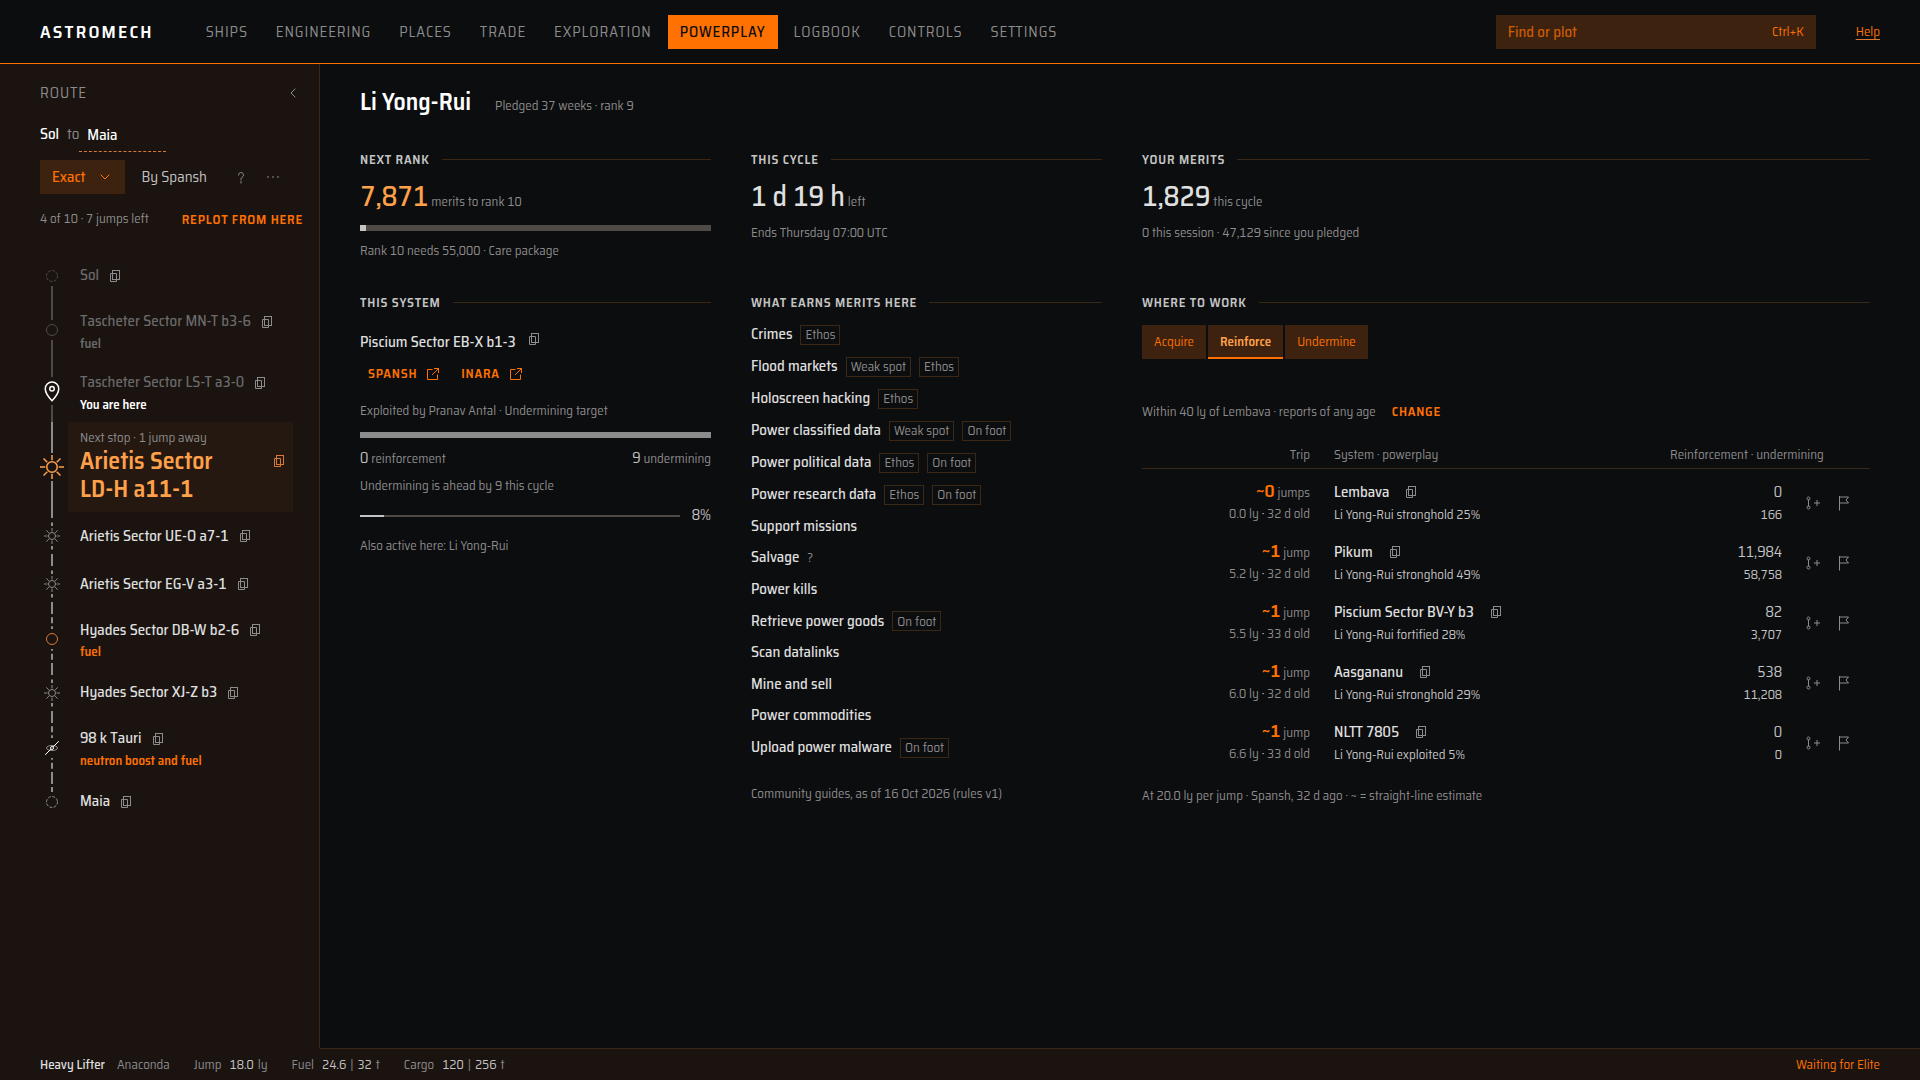 ASTROMECH SHIPS ENGINEERING PLACES TRADE EXPLORATION POWERPLAY LOGBOOK CONTROLS SETTINGS Find or plot Ctrl+K Help
ROUTE
Sol to Maia
Exact By Spansh ? ...
4 of 10 · 7 jumps left REPLOT FROM HERE
Sol
Tascheter Sector MN-T b3-6
fuel
Tascheter Sector LS-T a3-0
You are here
Next stop · 1 jump away
Arietis Sector
LD-H a11-1
Arietis Sector UE-O a7-1
Arietis Sector EG-V a3-1
Hyades Sector DB-W b2-6
fuel
Hyades Sector XJ-Z b3
98 k Tauri
neutron boost and fuel
Maia
Li Yong-Rui Pledged 37 weeks · rank 9
NEXT RANK
7,871 merits to rank 10
Rank 10 needs 55,000 · Care package
THIS CYCLE
1 d 19 h left
Ends Thursday 07:00 UTC
YOUR MERITS
1,829 this cycle
0 this session · 47,129 since you pledged
THIS SYSTEM
Piscium Sector EB-X b1-3
SPANSH INARA
Exploited by Pranav Antal · Undermining target
0 reinforcement 9 undermining
Undermining is ahead by 9 this cycle
8%
Also active here: Li Yong-Rui
WHAT EARNS MERITS HERE
Crimes Ethos
Flood markets Weak spot Ethos
Holoscreen hacking Ethos
Power classified data Weak spot On foot
Power political data Ethos On foot
Power research data Ethos On foot
Support missions
Salvage ?
Power kills
Retrieve power goods On foot
Scan datalinks
Mine and sell
Power commodities
Upload power malware On foot
Community guides, as of 16 Oct 2026 (rules v1)
WHERE TO WORK
Acquire Reinforce Undermine
Within 40 ly of Lembava · reports of any age CHANGE
Trip System · powerplay Reinforcement · undermining
~0 jumps Lembava 0
0.0 ly · 32 d old Li Yong-Rui stronghold 25% 166
~1 jump Pikum 11,984
5.2 ly · 32 d old Li Yong-Rui stronghold 49% 58,758
~1 jump Piscium Sector BV-Y b3 82
5.5 ly · 33 d old Li Yong-Rui fortified 28% 3,707
~1 jump Aasgananu 538
6.0 ly · 32 d old Li Yong-Rui stronghold 29% 11,208
~1 jump NLTT 7805 0
6.6 ly · 33 d old Li Yong-Rui exploited 5% 0
At 20.0 ly per jump · Spansh, 32 d ago · ~ = straight-line estimate
Heavy Lifter Anaconda Jump 18.0 ly Fuel 24.6 | 32 t Cargo 120 | 256 t Waiting for Elite